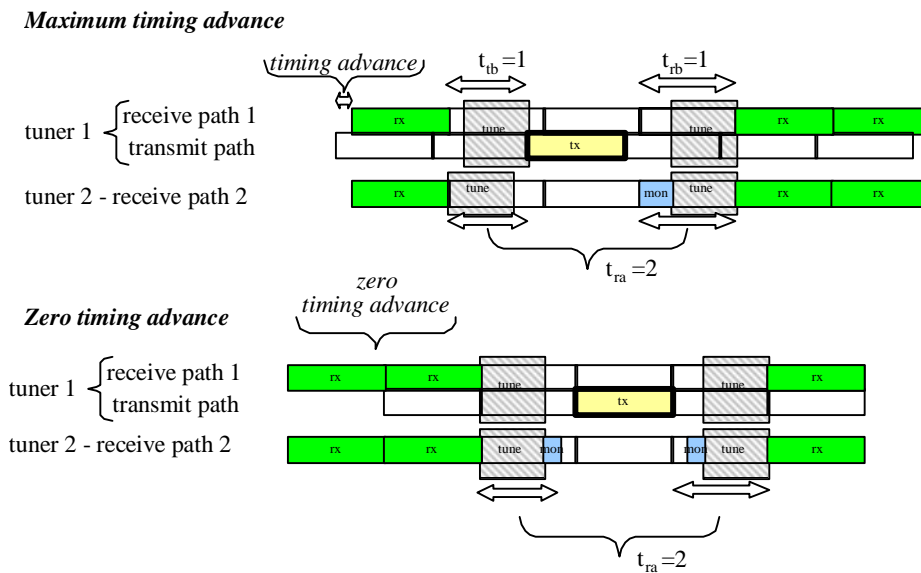 Maximum timing advance
timing advance
t_tb=1
t_rb=1
tuner 1
receive path 1
transmit path
rx
tune
tune
rx
rx
tx
tuner 2 - receive path 2
rx
tune
mon
tune
rx
rx
t_ra=2
zero
timing advance
Zero timing advance
tuner 1
receive path 1
transmit path
rx
rx
tune
tune
rx
tx
tuner 2 - receive path 2
rx
rx
tune
mon
mon
tune
rx
t_ra=2